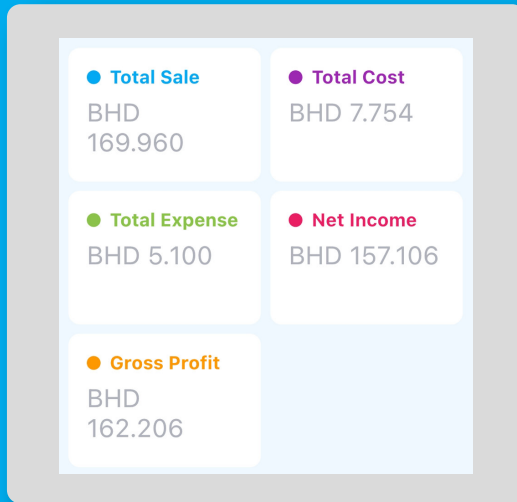 Total Sale
BHD
169.960
Total Cost
BHD 7.754
Total Expense
BHD 5.100
Net Income
BHD 157.106
Gross Profit
BHD
162.206